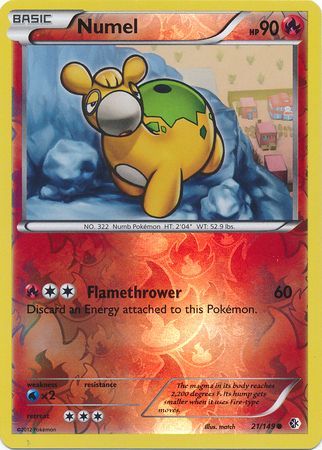 BASIC
Numel
HP 90
NO. 322 Numb Pokémon HT: 2'04" WT: 52.9 lbs.
Flamethrower 60
Discard an Energy attached to this Pokémon.
weakness resistance
×2
retreat
The magma in its body reaches
2,200 degrees F. Its hump gets
smaller when it uses Fire-type
moves.
©2012 Pokémon
Illus. match 21/149